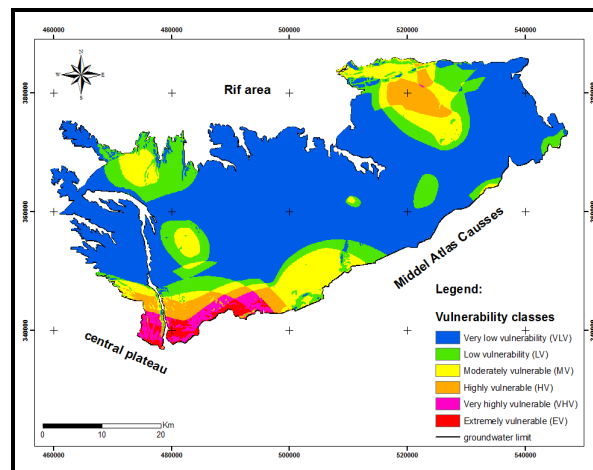 460000 480000 500000 520000 540000
N
W E
S
Rif area
380000
360000
Middel Atlas Causses
340000 340000
central plateau
Legend:
Vulnerability classes
Very low vulnerability (VLV)
Low vulnerability (LV)
Moderately vulnerable (MV)
Highly vulnerable (HV)
Very highly vulnerable (VHV)
Extremely vulnerable (EV)
groundwater limit
Km
0 10 20
460000 480000 500000 520000 540000